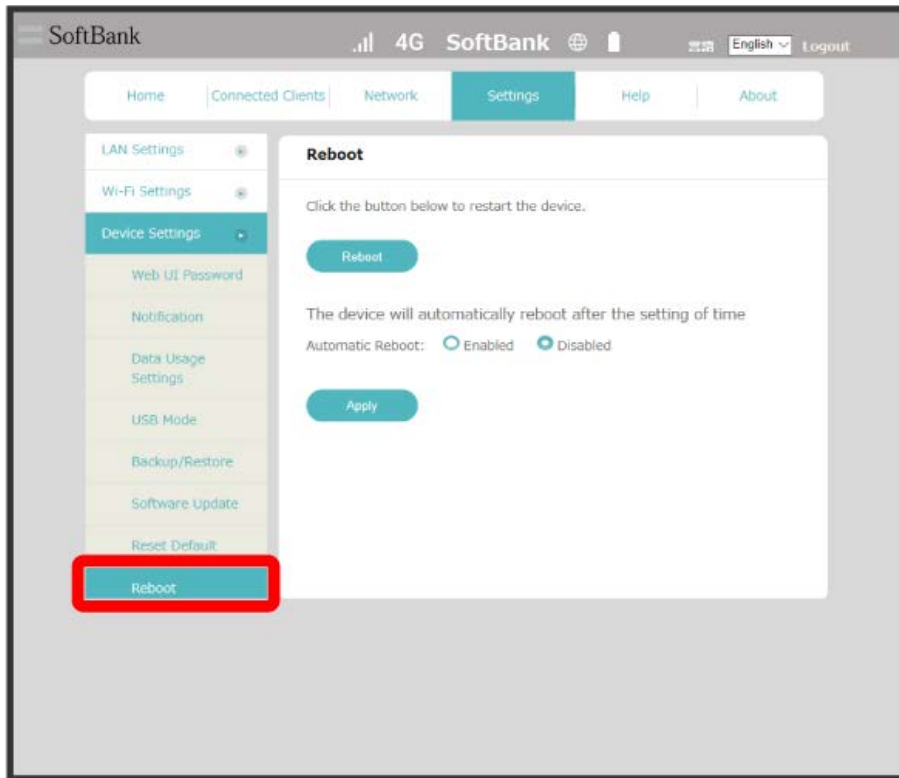 SoftBank
4G SoftBank
言語 English Logout
Home Connected Clients Network Settings Help About
LAN Settings
Wi-Fi Settings
Device Settings
Web UI Password
Notification
Data Usage
Settings
USB Mode
Backup/Restore
Software Update
Reset Default
Reboot
Reboot
Click the button below to restart the device.
Reboot
The device will automatically reboot after the setting of time
Automatic Reboot: Enabled Disabled
Apply